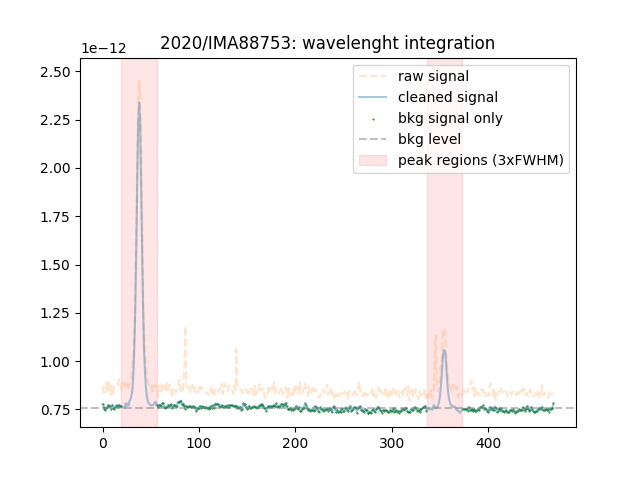 2020/IMA88753: wavelenght integration
1e−12
2.50
2.25
2.00
1.75
1.50
1.25
1.00
0.75
0
100
200
300
400
raw signal
cleaned signal
bkg signal only
bkg level
peak regions (3xFWHM)